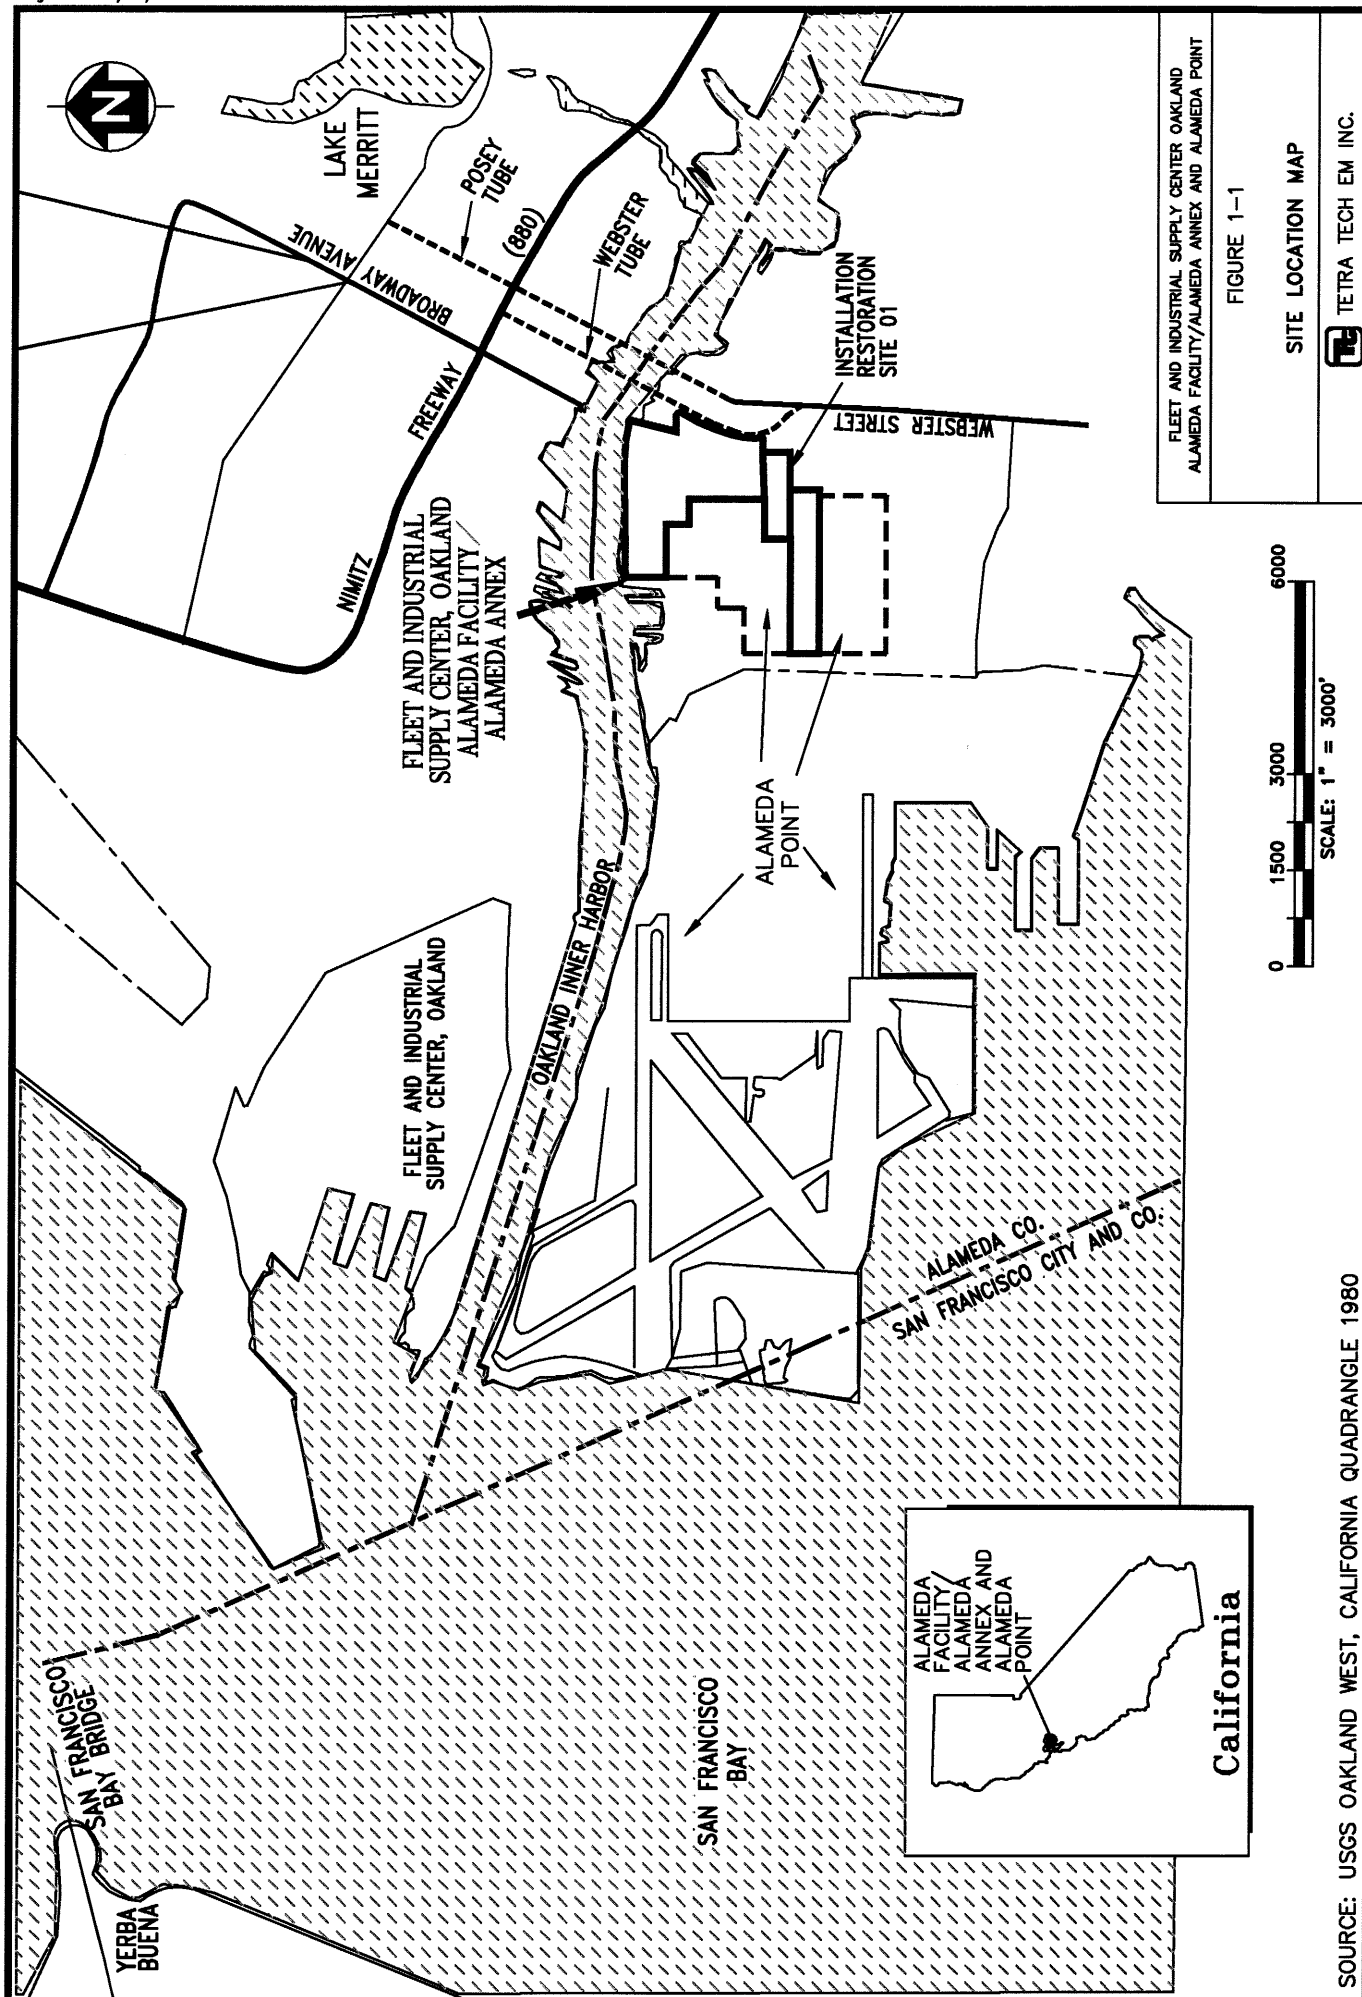 N
LAKE
MERRITT
POSEY
TUBE
(880)
WEBSTER
TUBE
BROADWAY AVENUE
FREEWAY
NIMITZ
FLEET AND INDUSTRIAL
SUPPLY CENTER, OAKLAND
ALAMEDA FACILITY/
ALAMEDA ANNEX
INSTALLATION
RESTORATION
SITE 01
WEBSTER STREET
ALAMEDA
POINT
OAKLAND INNER HARBOR
FLEET AND INDUSTRIAL
SUPPLY CENTER, OAKLAND
ALAMEDA CO.
SAN FRANCISCO CITY AND CO.
SAN FRANCISCO
BAY BRIDGE
YERBA
BUENA
SAN FRANCISCO
BAY
ALAMEDA
FACILITY/
ALAMEDA
ANNEX AND
ALAMEDA
POINT
California
0 1500 3000 6000
SCALE: 1" = 3000'
SOURCE: USGS OAKLAND WEST, CALIFORNIA QUADRANGLE 1980
FLEET AND INDUSTRIAL SUPPLY CENTER OAKLAND
ALAMEDA FACILITY/ALAMEDA ANNEX AND ALAMEDA POINT
FIGURE 1-1
SITE LOCATION MAP
TETRA TECH EM INC.